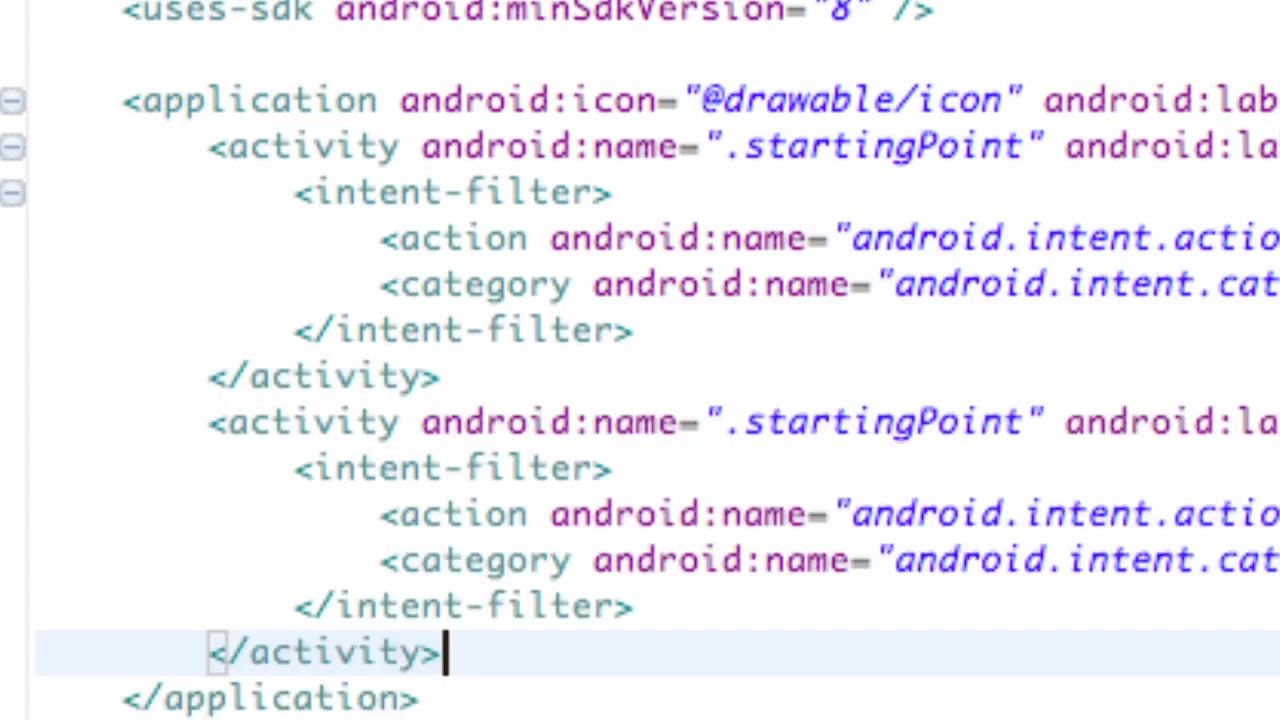 <uses-sdk android:minSdkVersion="8" />
<application android:icon="@drawable/icon" android:lab
<activity android:name=".startingPoint" android:la
<intent-filter>
<action android:name="android.intent.actio
<category android:name="android.intent.cat
</intent-filter>
</activity>
<activity android:name=".startingPoint" android:la
<intent-filter>
<action android:name="android.intent.actio
<category android:name="android.intent.cat
</intent-filter>
</activity>
</application>